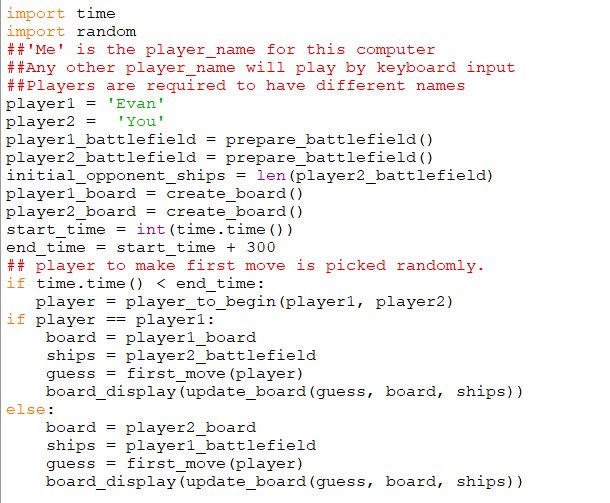 import time
import random
##'Me' is the player_name for this computer
##Any other player_name will play by keyboard input
##Players are required to have different names
player1 = 'Evan'
player2 =  'You'
player1_battlefield = prepare_battlefield()
player2_battlefield = prepare_battlefield()
initial_opponent_ships = len(player2_battlefield)
player1_board = create_board()
player2_board = create_board()
start_time = int(time.time())
end_time = start_time + 300
## player to make first move is picked randomly.
if time.time() < end_time:
   player = player_to_begin(player1, player2)
if player == player1:
    board = player1_board
    ships = player2_battlefield
    guess = first_move(player)
    board_display(update_board(guess, board, ships))
else:
    board = player2_board
    ships = player1_battlefield
    guess = first_move(player)
    board_display(update_board(guess, board, ships))